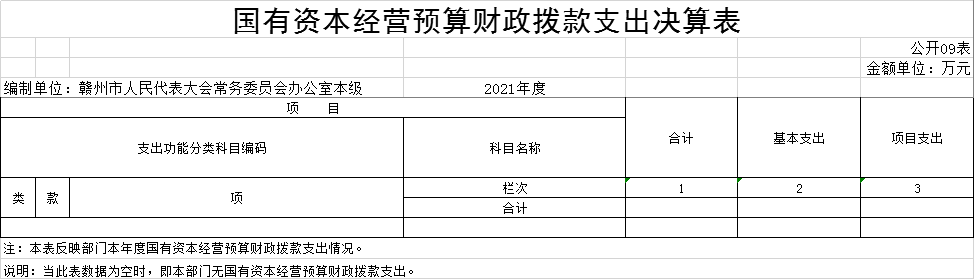 国有资本经营预算财政拨款支出决算表
公开09表
金额单位：万元
编制单位：赣州市人民代表大会常务委员会办公室本级 2021年度
项 目
支出功能分类科目编码 科目名称 合计 基本支出 项目支出
类 款 项 栏次 1 2 3
合计
注：本表反映部门本年度国有资本经营预算财政拨款支出情况。
说明：当此表数据为空时，即本部门无国有资本经营预算财政拨款支出。